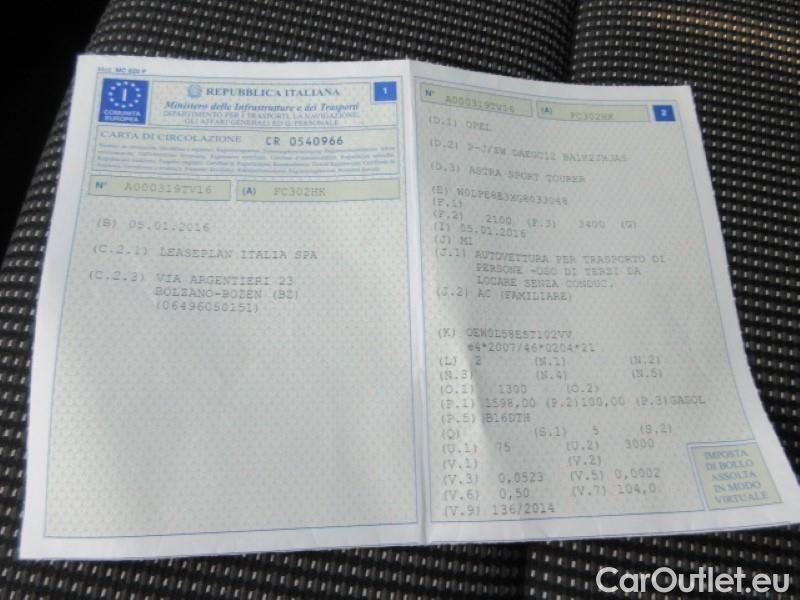 Mod. MC 820 F
REPUBBLICA ITALIANA
1
Ministero delle Infrastrutture e dei Trasporti
DIPARTIMENTO PER I TRASPORTI, LA NAVIGAZIONE,
GLI AFFARI GENERALI ED IL PERSONALE
I
COMUNITÀ
EUROPEA
CARTA DI CIRCOLAZIONE CR 0540966
N° A000319TV16 (A) FC302HK
(B) 05.01.2016
(C.2.1) LEASEPLAN ITALIA SPA
(C.2.3) VIA ARGENTIERI 23
BOLZANO-BOZEN (BZ)
(06496050151)
N° A000319TV16 (A) FC302HK 2
(D.1) OPEL
(D.2) P-J/SW DAEGC12 BA1H2JHJA5
(D.3) ASTRA SPORT TOURER
(E) W0LPE8E3XG8033048
(F.1)
(F.2) 2100 (F.3) 3400 (G)
(I) 05.01.2016
(J) M1
(J.1) AUTOVETTURA PER TRASPORTO DI
PERSONE -USO DI TERZI DA
LOCARE SENZA CONDUC.
(J.2) AC (FAMILIARE)
(K) OEW0L58EST102VV
e4*2007/46*0204*21
(L) 2 (N.1) (N.2)
(N.3) (N.4) (N.5)
(O.1) 1300 (O.2)
(P.1) 1598,00 (P.2) 100,00 (P.3) GASOL
(P.5) B16DTH
(Q) (S.1) 5 (S.2)
(U.1) 75 (U.2) 3000
(V.1) (V.2)
(V.3) 0,0523 (V.5) 0,0002
(V.6) 0,50 (V.7) 104,0
(V.9) 136/2014
IMPOSTA
DI BOLLO
ASSOLTA
IN MODO
VIRTUALE
CarOutlet.eu